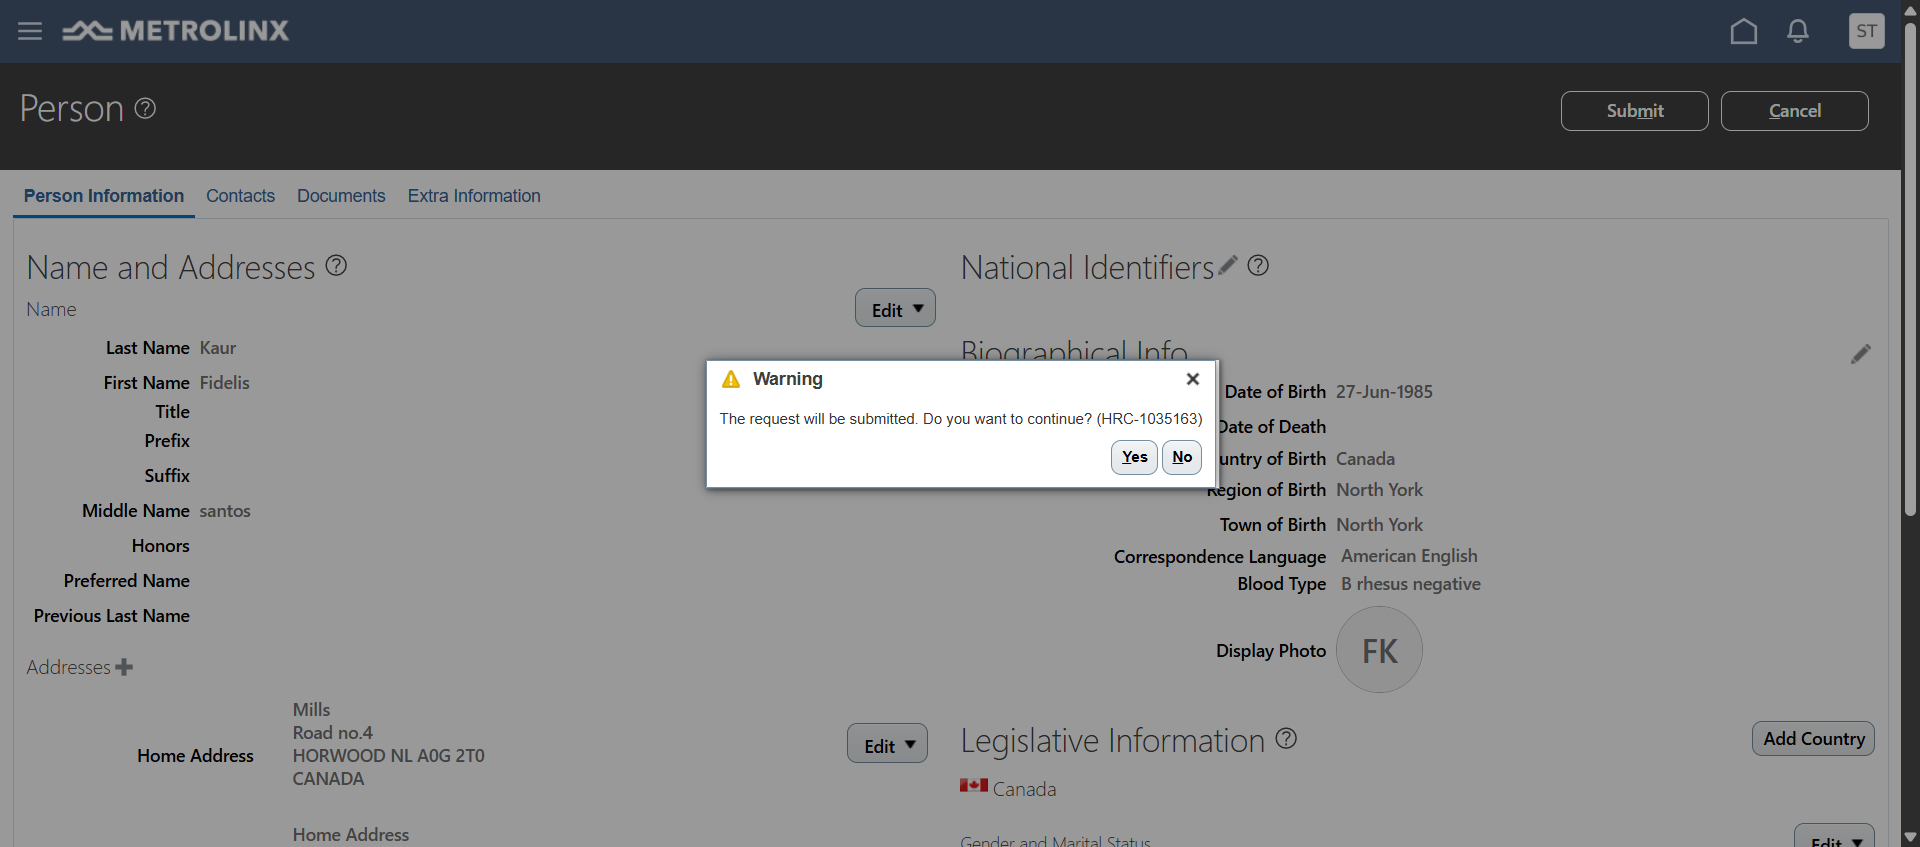 METROLINX
ST
Person
Submit
Cancel
Person Information
Contacts
Documents
Extra Information
Name and Addresses
Name
Edit
Last Name Kaur
First Name Fidelis
Title
Prefix
Suffix
Middle Name santos
Honors
Preferred Name
Previous Last Name
Addresses
Home Address
Mills
Road no.4
HORWOOD NL A0G 2T0
CANADA
Edit
Home Address
National Identifiers
Biographical Info
Date of Birth 27-Jun-1985
Date of Death
untry of Birth Canada
Region of Birth North York
Town of Birth North York
Correspondence Language American English
Blood Type B rhesus negative
Display Photo FK
Legislative Information
Add Country
Canada
Gender and Marital Status
Edit
Warning
The request will be submitted. Do you want to continue? (HRC-1035163)
Yes
No